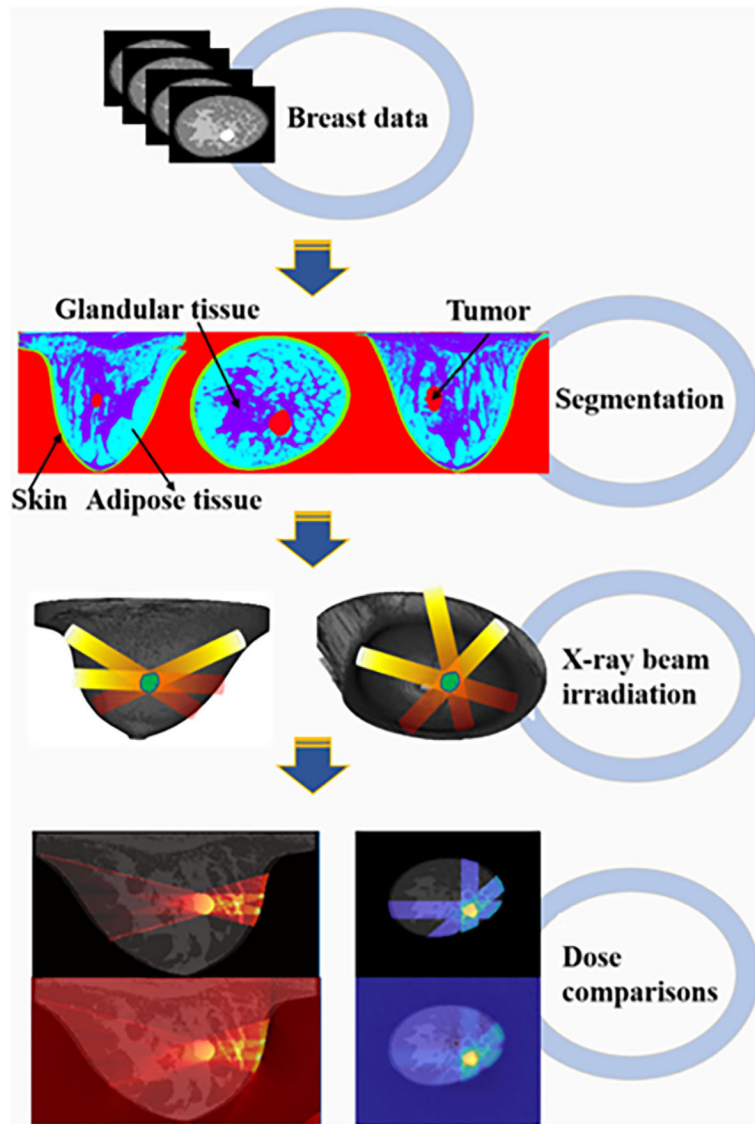 Breast data
Glandular tissue
Tumor
Segmentation
Skin
Adipose tissue
X-ray beam
irradiation
Dose
comparisons